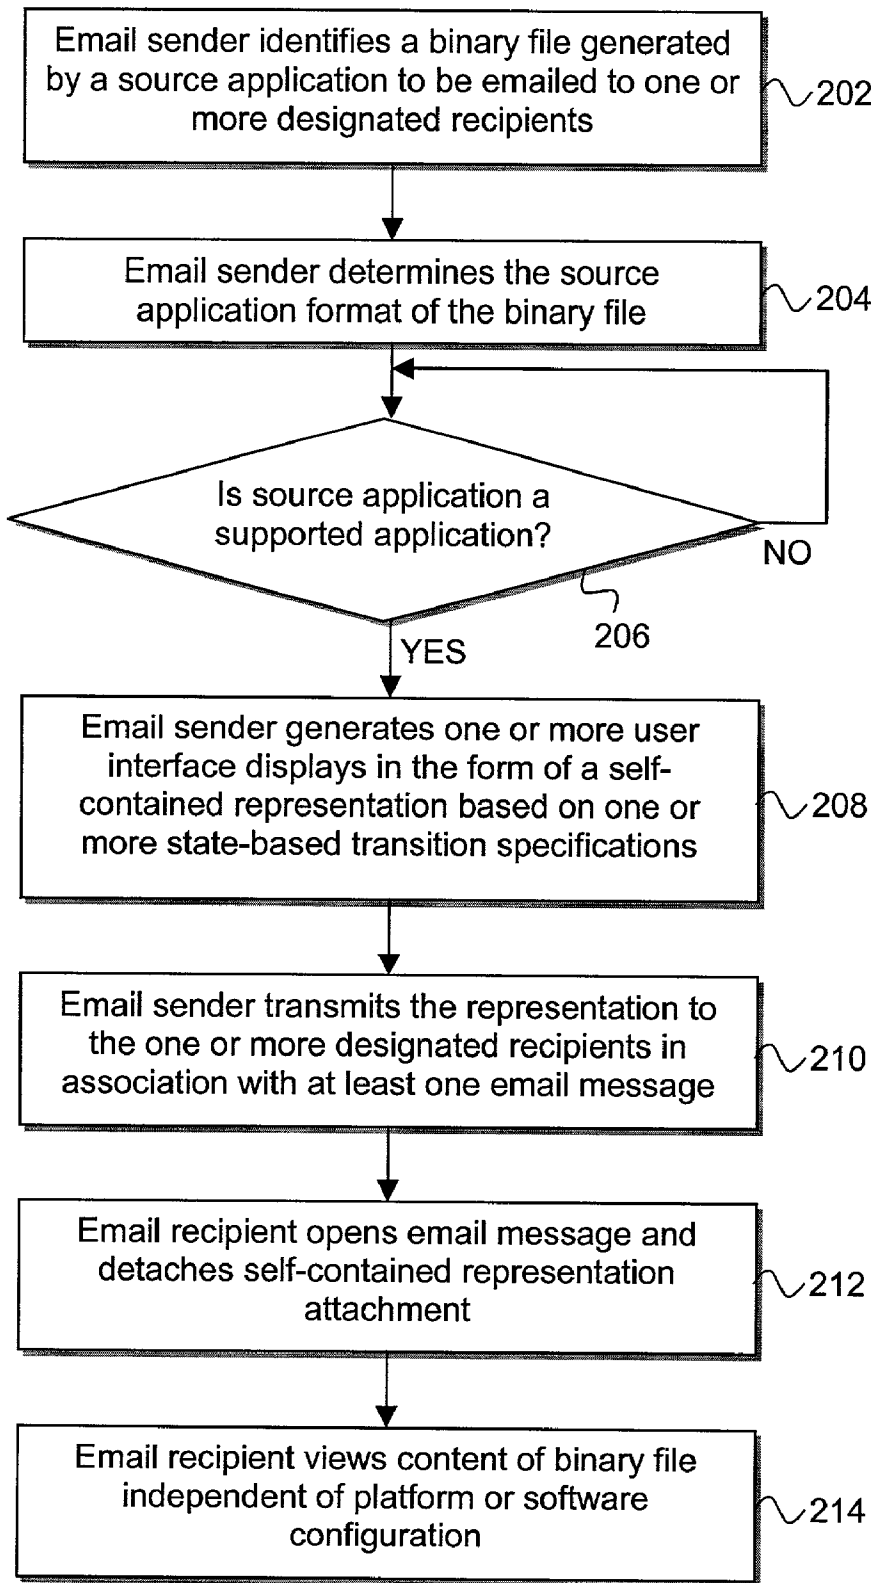 Email sender identifies a binary file generated
by a source application to be emailed to one or
more designated recipients
202
Email sender determines the source
application format of the binary file
204
Is source application a
supported application?
NO
206
YES
Email sender generates one or more user
interface displays in the form of a self-
contained representation based on one or
more state-based transition specifications
208
Email sender transmits the representation to
the one or more designated recipients in
association with at least one email message
210
Email recipient opens email message and
detaches self-contained representation
attachment
212
Email recipient views content of binary file
independent of platform or software
configuration
214